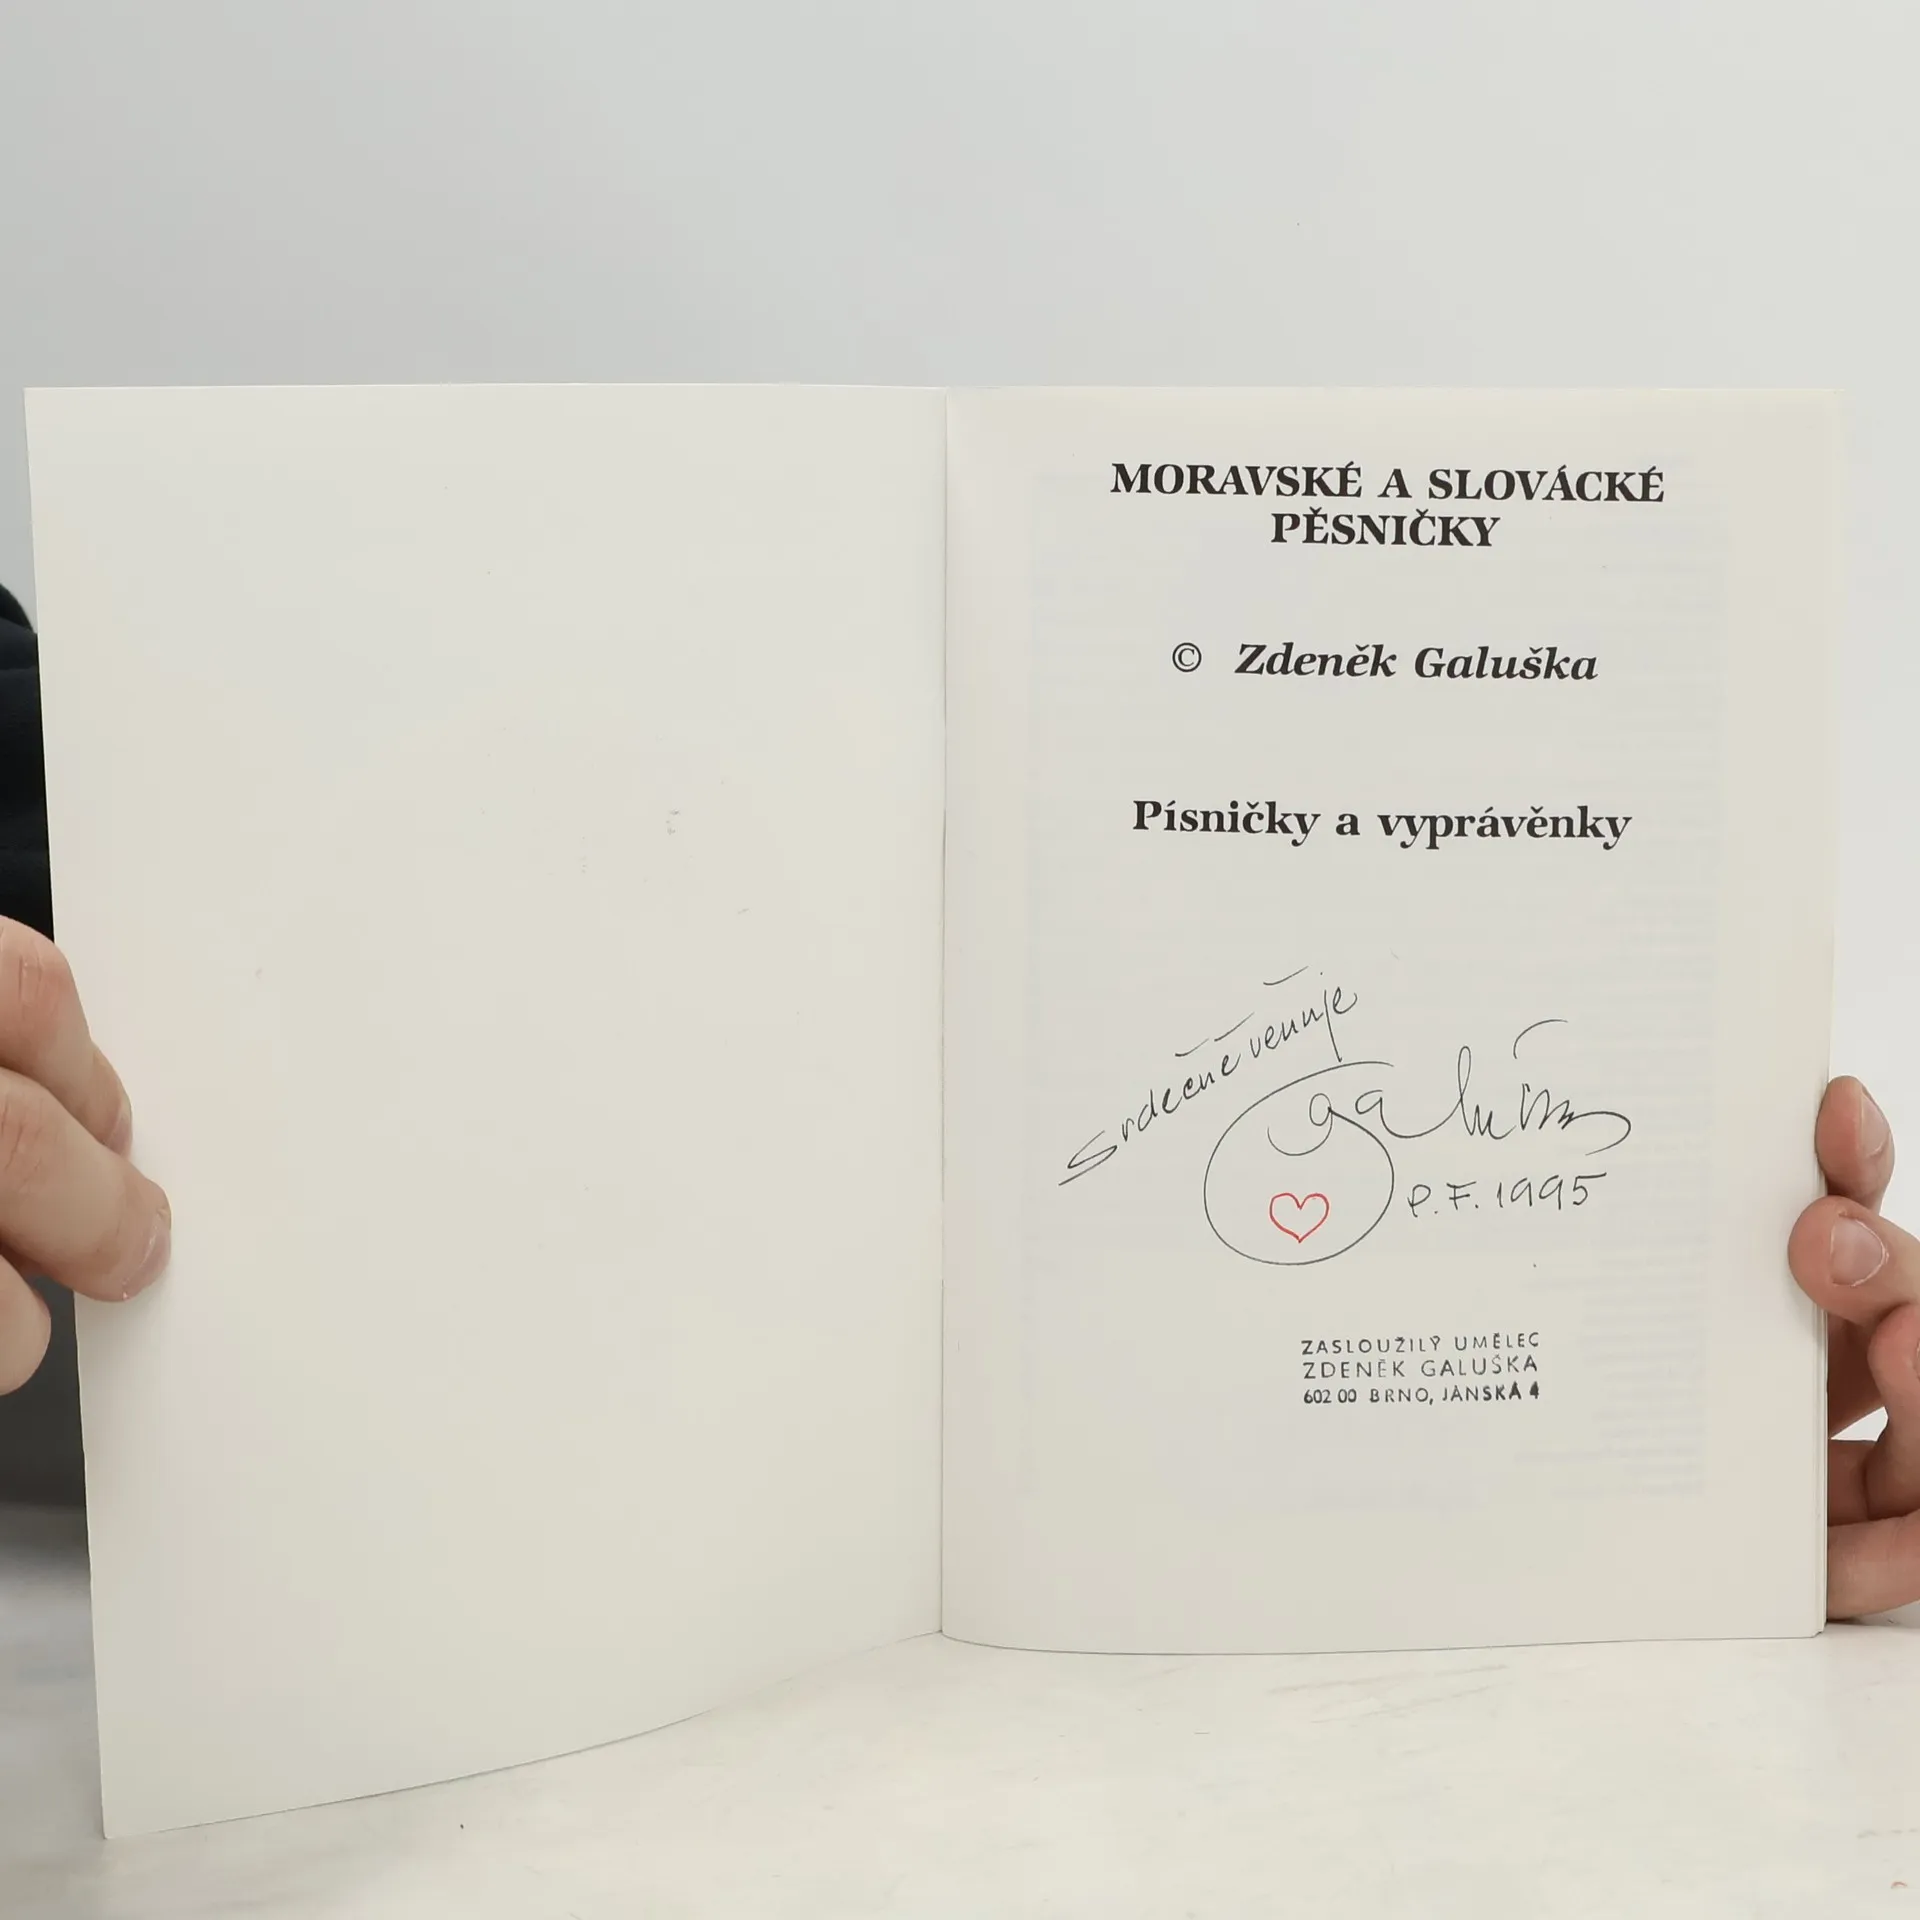 MORAVSKÉ A SLOVÁCKÉ
PĚSNIČKY
© Zdeněk Galuška
Písničky a vyprávěnky
Srdečně věnuje
Galuška
P.F. 1995
ZASLOUŽILÝ UMĚLEC
ZDENĚK GALUŠKA
602 00 BRNO, JÁNSKÁ 4